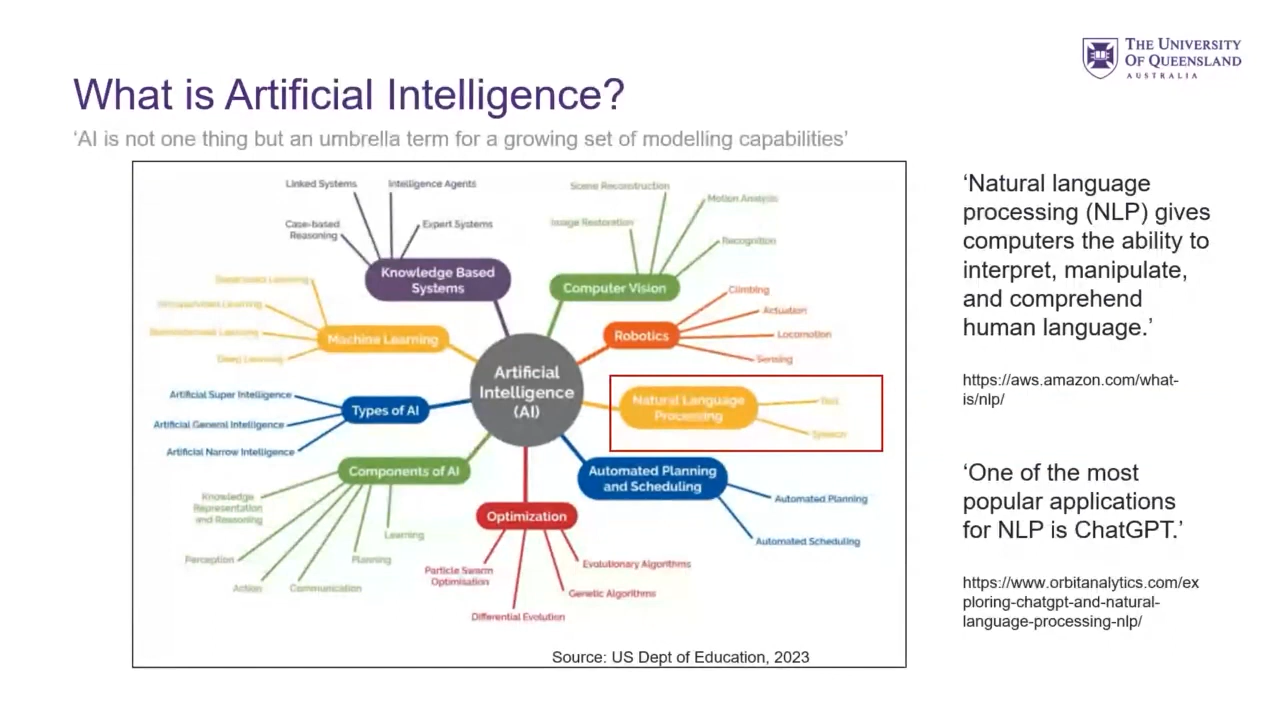 THE UNIVERSITY
OF QUEENSLAND
AUSTRALIA
What is Artificial Intelligence?
‘AI is not one thing but an umbrella term for a growing set of modelling capabilities’
Linked Systems
Intelligence Agents
Case-based
Reasoning
Expert Systems
Knowledge Based
Systems
Scene Reconstruction
Motion Analysis
Image Restoration
Recognition
Computer Vision
Supervised Learning
Unsupervised Learning
Reinforcement Learning
Deep Learning
Machine Learning
Climbing
Actuation
Locomotion
Sensing
Robotics
Artificial
Intelligence
(AI)
Artificial Super Intelligence
Artificial General Intelligence
Artificial Narrow Intelligence
Types of AI
Natural Language
Processing
Text
Speech
Components of AI
Knowledge
Representation
and Reasoning
Perception
Action
Communication
Planning
Learning
Automated Planning
and Scheduling
Automated Planning
Automated Scheduling
Optimization
Particle Swarm
Optimisation
Differential Evolution
Genetic Algorithms
Evolutionary Algorithms
Source: US Dept of Education, 2023
‘Natural language
processing (NLP) gives
computers the ability to
interpret, manipulate,
and comprehend
human language.’
https://aws.amazon.com/what-
is/nlp/
‘One of the most
popular applications
for NLP is ChatGPT.’
https://www.orbitanalytics.com/ex
ploring-chatgpt-and-natural-
language-processing-nlp/